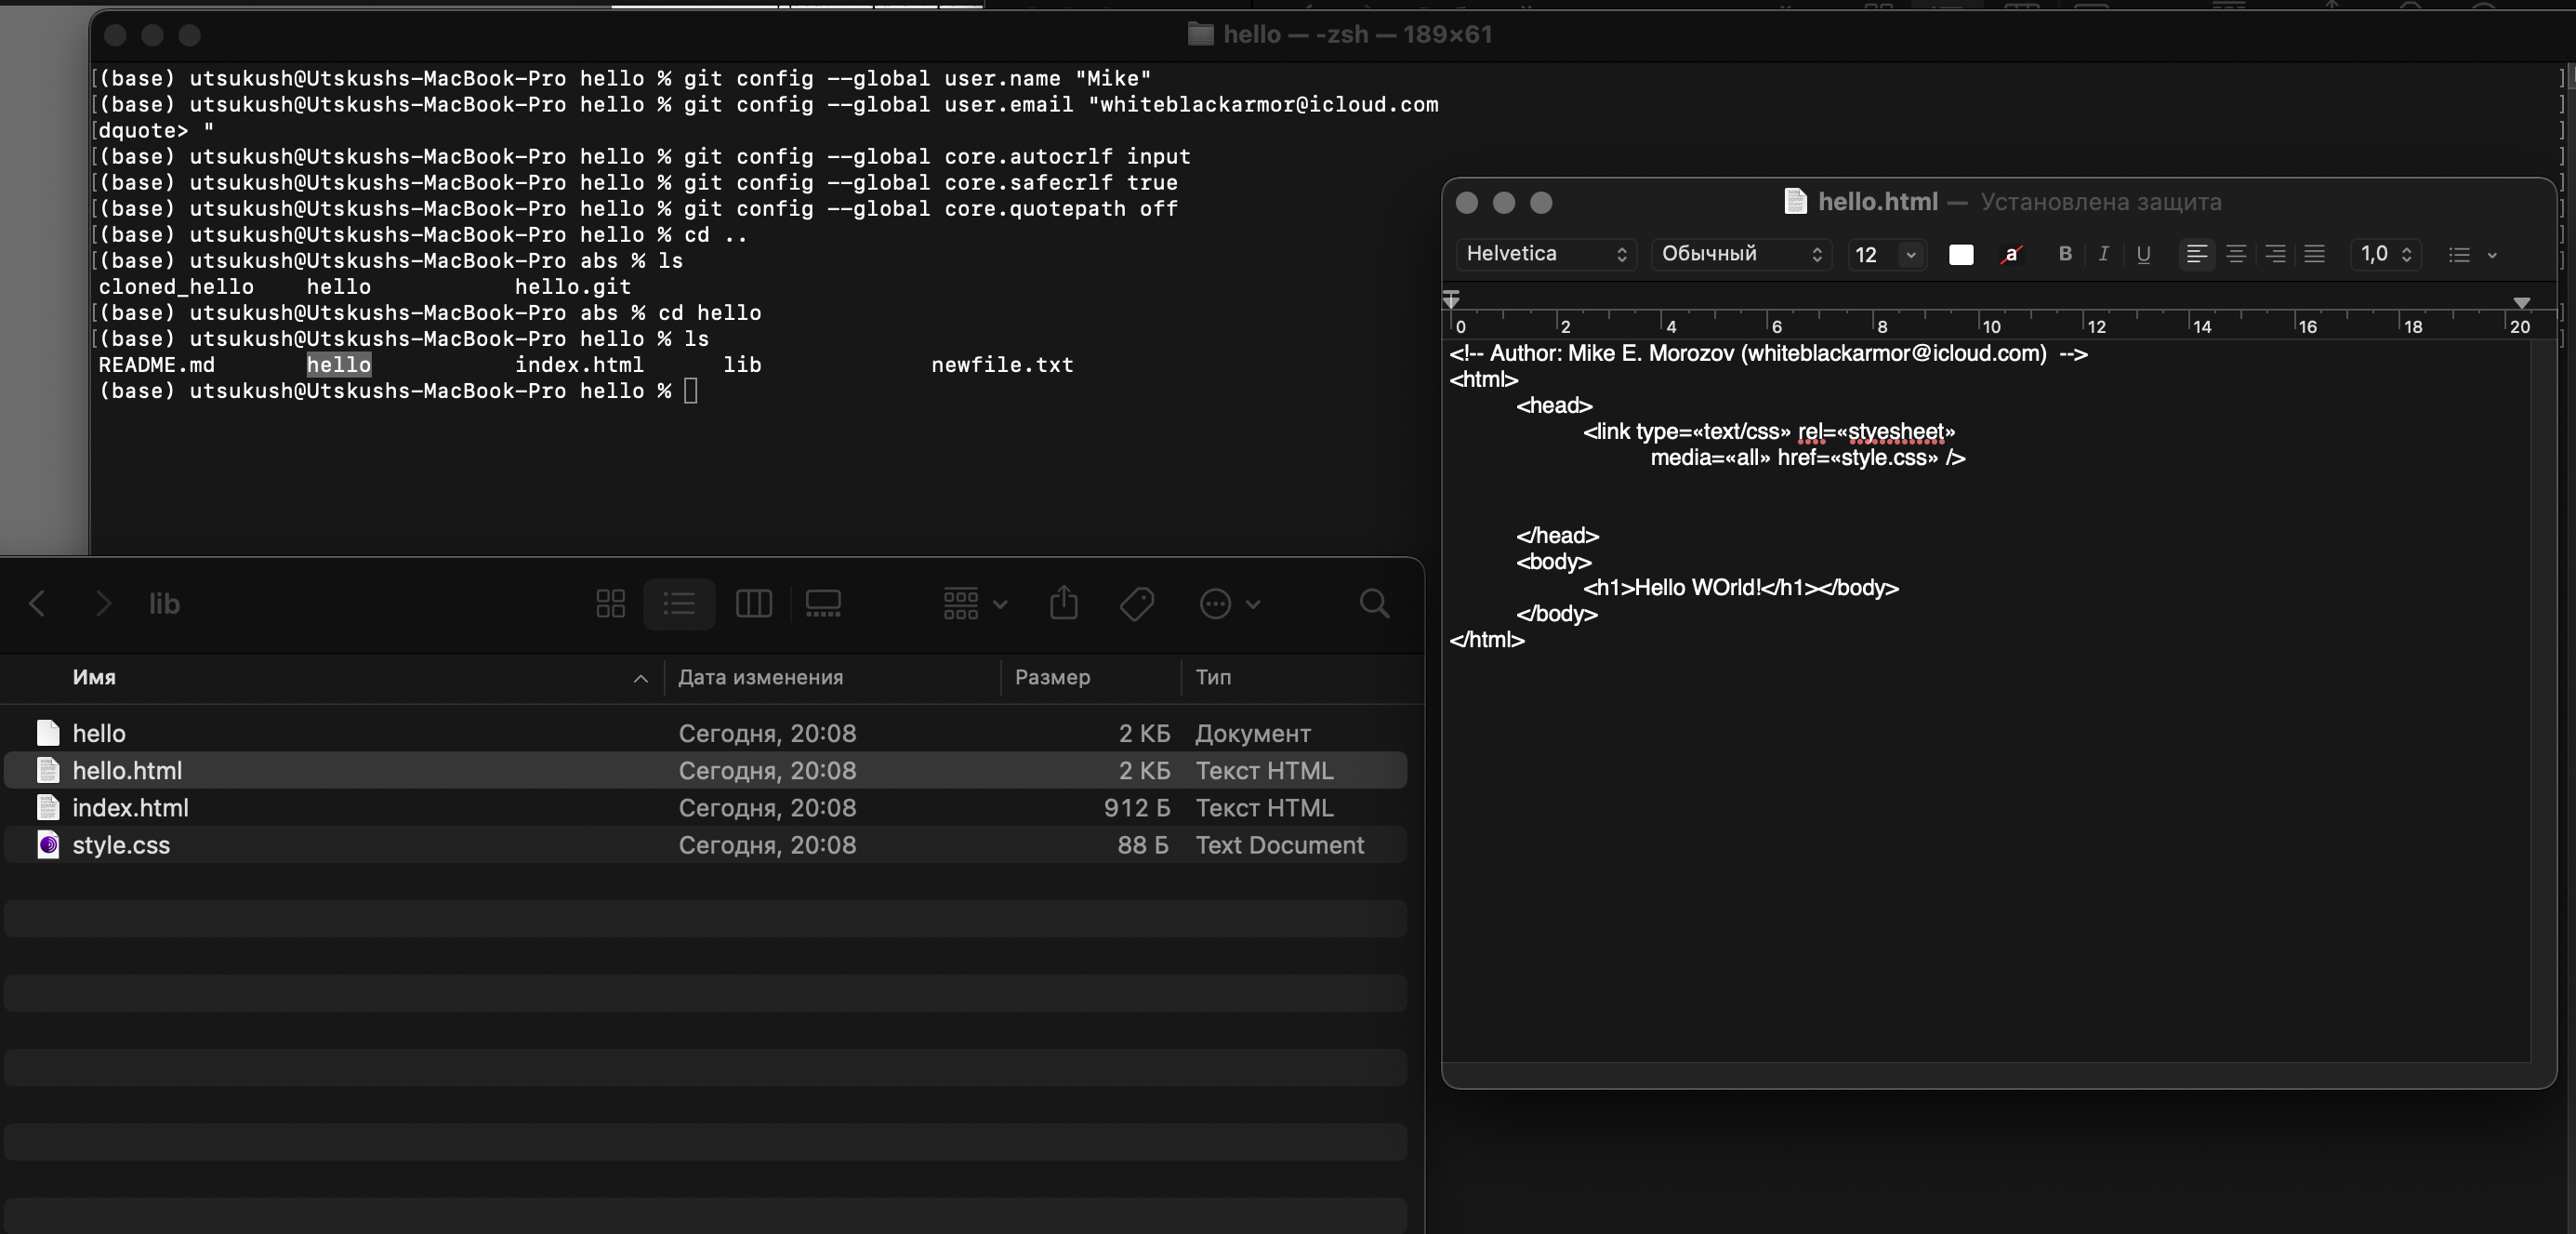 hello — -zsh — 189×61
(base) utsukush@Utskushs-MacBook-Pro hello % git config --global user.name "Mike"
(base) utsukush@Utskushs-MacBook-Pro hello % git config --global user.email "whiteblackarmor@icloud.com
dquote> "
(base) utsukush@Utskushs-MacBook-Pro hello % git config --global core.autocrlf input
(base) utsukush@Utskushs-MacBook-Pro hello % git config --global core.safecrlf true
(base) utsukush@Utskushs-MacBook-Pro hello % git config --global core.quotepath off
(base) utsukush@Utskushs-MacBook-Pro hello % cd ..
(base) utsukush@Utskushs-MacBook-Pro abs % ls
cloned_hello hello hello.git
(base) utsukush@Utskushs-MacBook-Pro abs % cd hello
(base) utsukush@Utskushs-MacBook-Pro hello % ls
README.md hello index.html lib newfile.txt
(base) utsukush@Utskushs-MacBook-Pro hello %
hello.html — Установлена защита
Helvetica Обычный 12 a B I U 1,0
0 2 4 6 8 10 12 14 16 18 20
<!-- Author: Mike E. Morozov (whiteblackarmor@icloud.com) -->
<html>
<head>
<link type=«text/css» rel=«styesheet»
media=«all» href=«style.css» />
</head>
<body>
<h1>Hello WOrld!</h1></body>
</body>
</html>
lib
Имя Дата изменения Размер Тип
hello Сегодня, 20:08 2 КБ Документ
hello.html Сегодня, 20:08 2 КБ Текст HTML
index.html Сегодня, 20:08 912 Б Текст HTML
style.css Сегодня, 20:08 88 Б Text Document